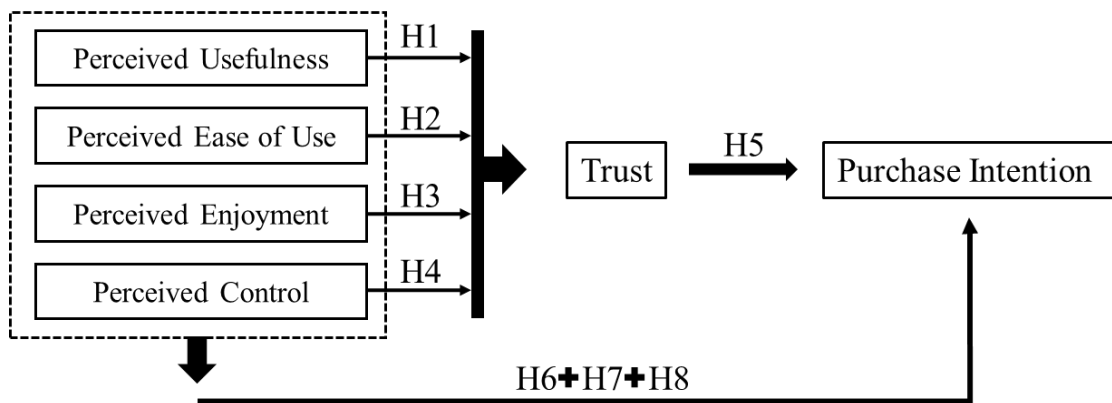 Perceived Usefulness
H1
Perceived Ease of Use
H2
Perceived Enjoyment
H3
Perceived Control
H4
Trust
H5
Purchase Intention
H6+H7+H8